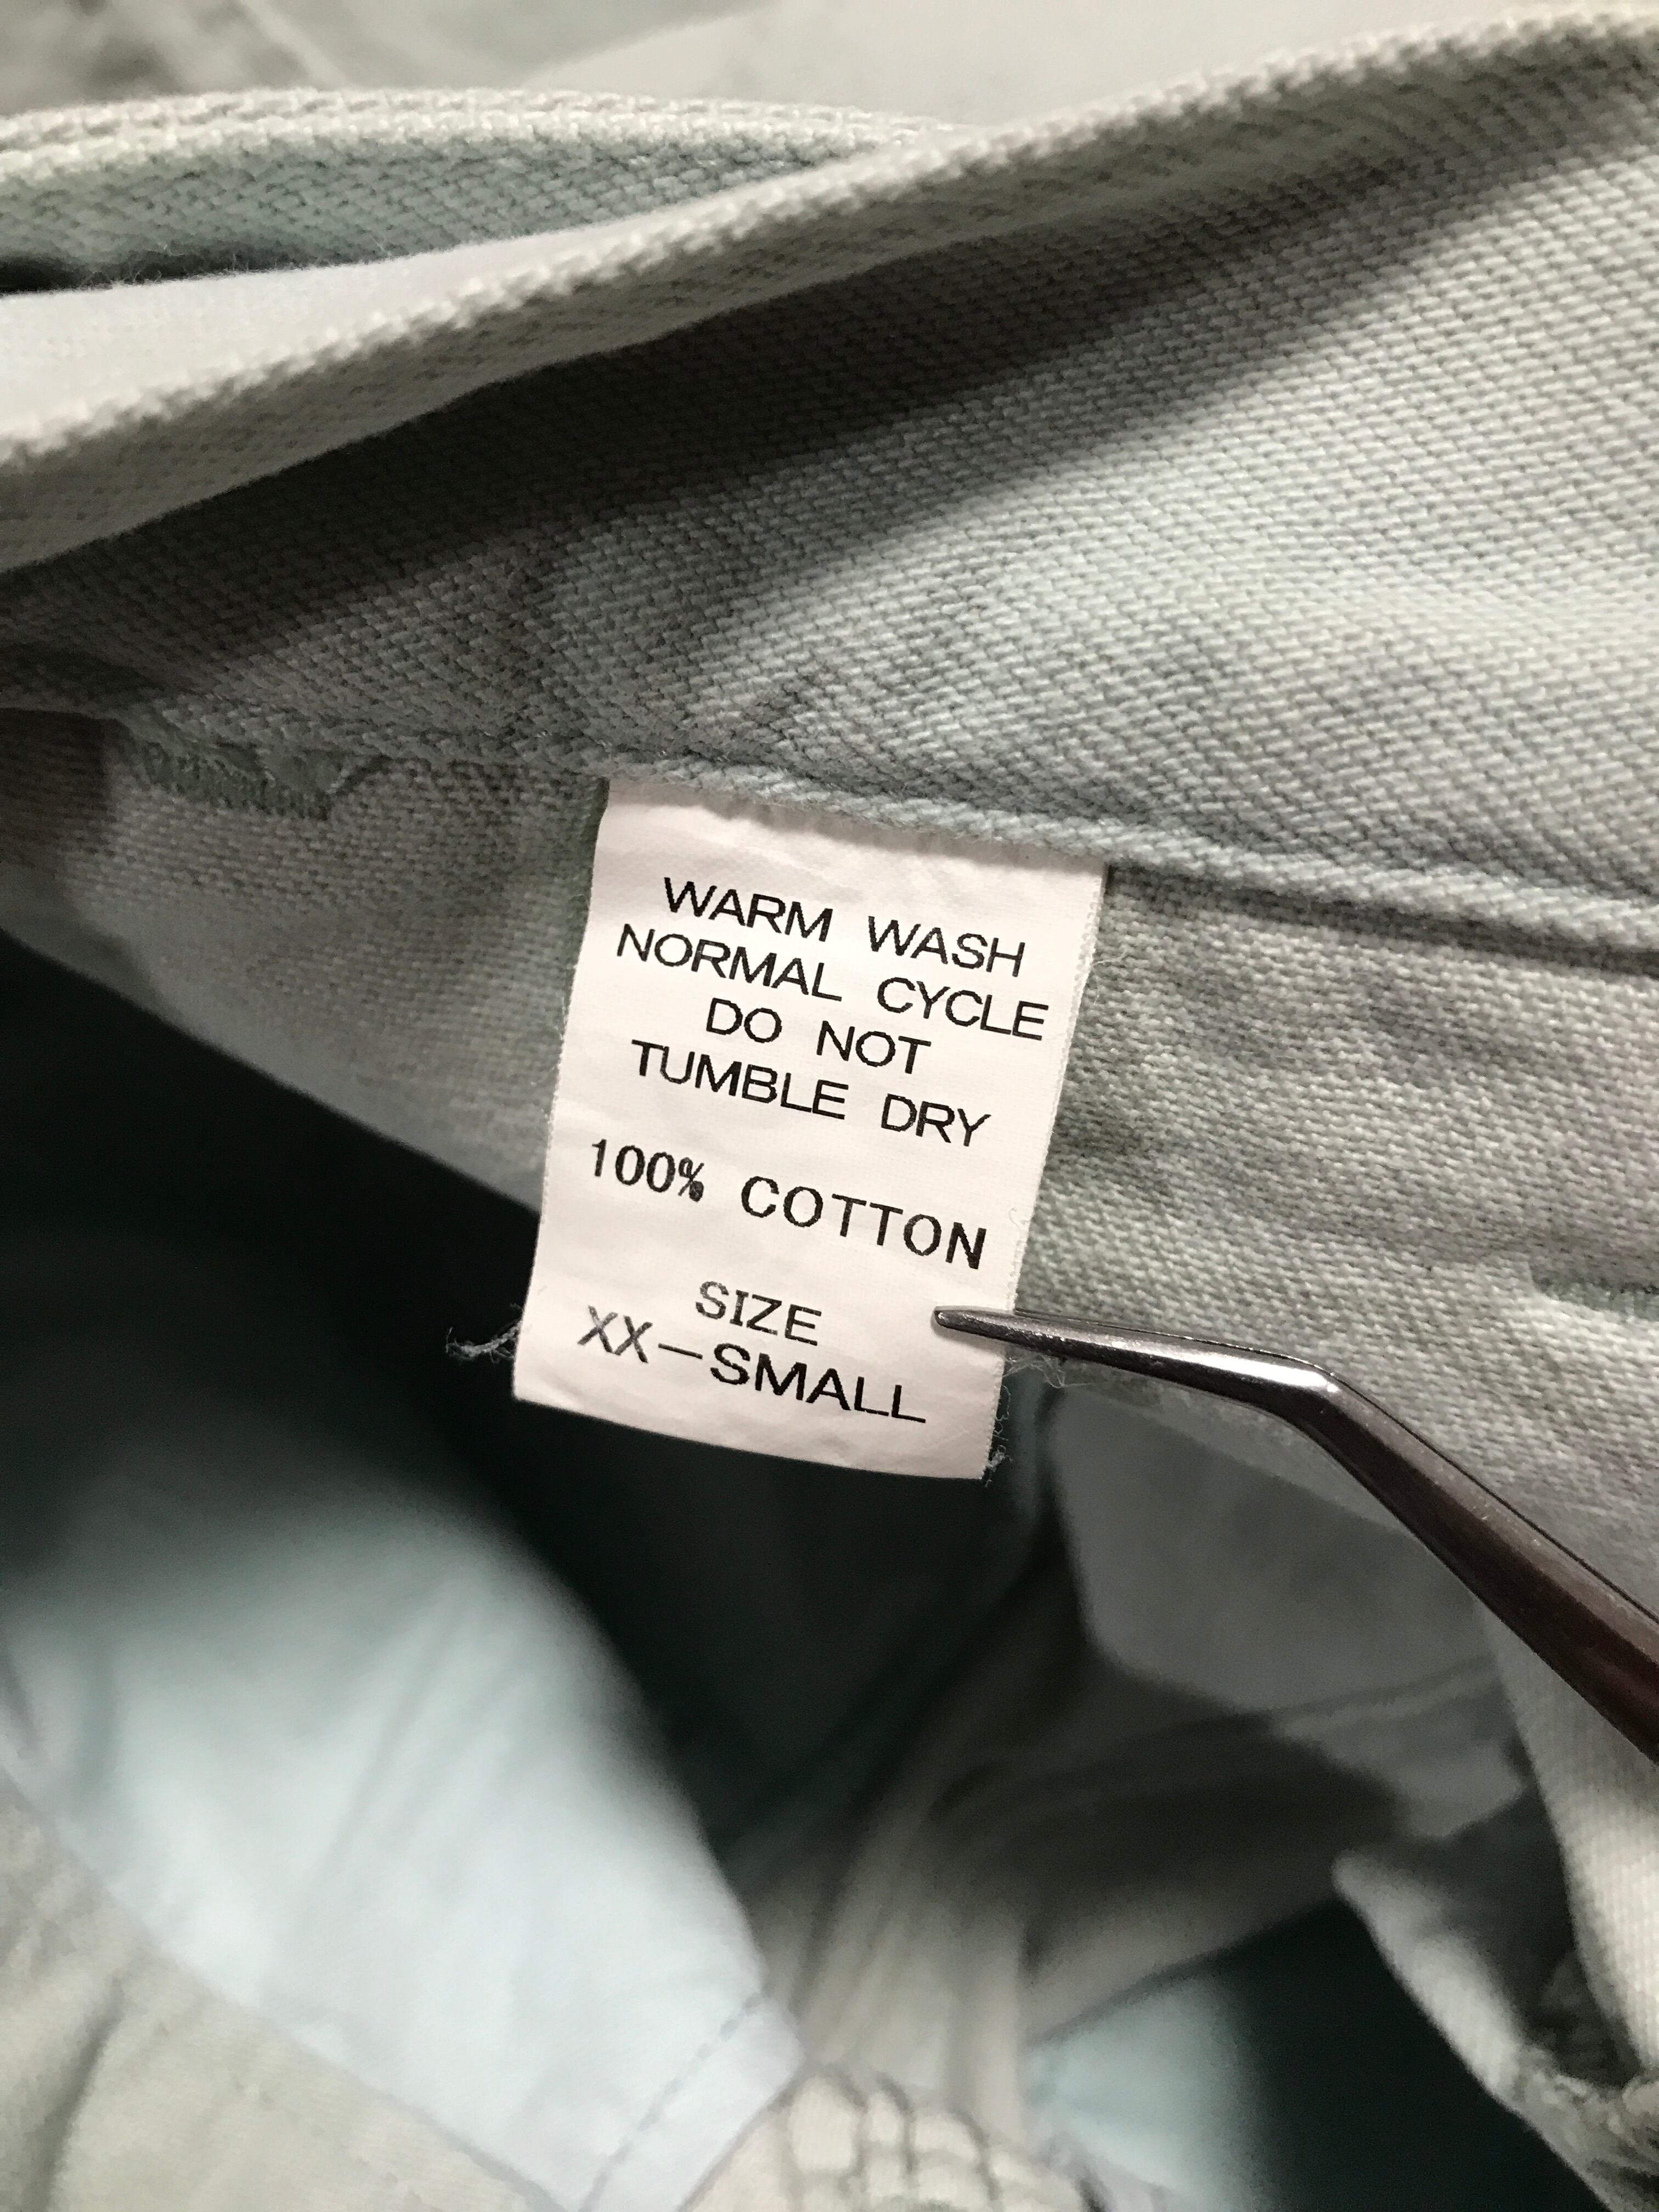 WARM WASH
NORMAL CYCLE
DO NOT
TUMBLE DRY
100% COTTON
SIZE
XX-SMALL